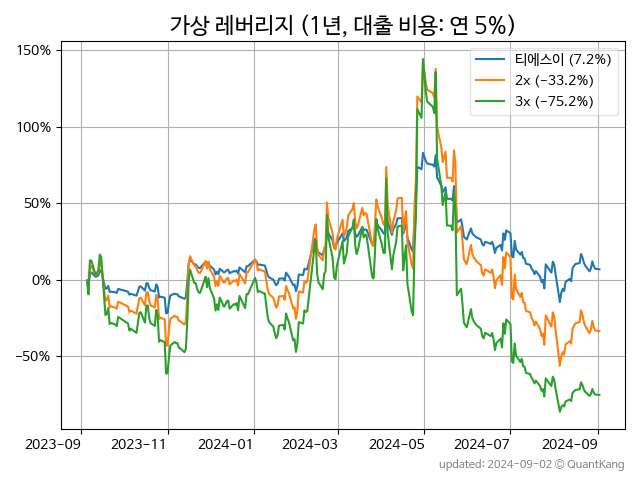 가상 레버리지 (1년, 대출 비용: 연 5%)
150%
100%
50%
0%
−50%
티에스이 (7.2%)
2x (−33.2%)
3x (−75.2%)
2023-09 2023-11 2024-01 2024-03 2024-05 2024-07 2024-09
updated: 2024-09-02 © QuantKang